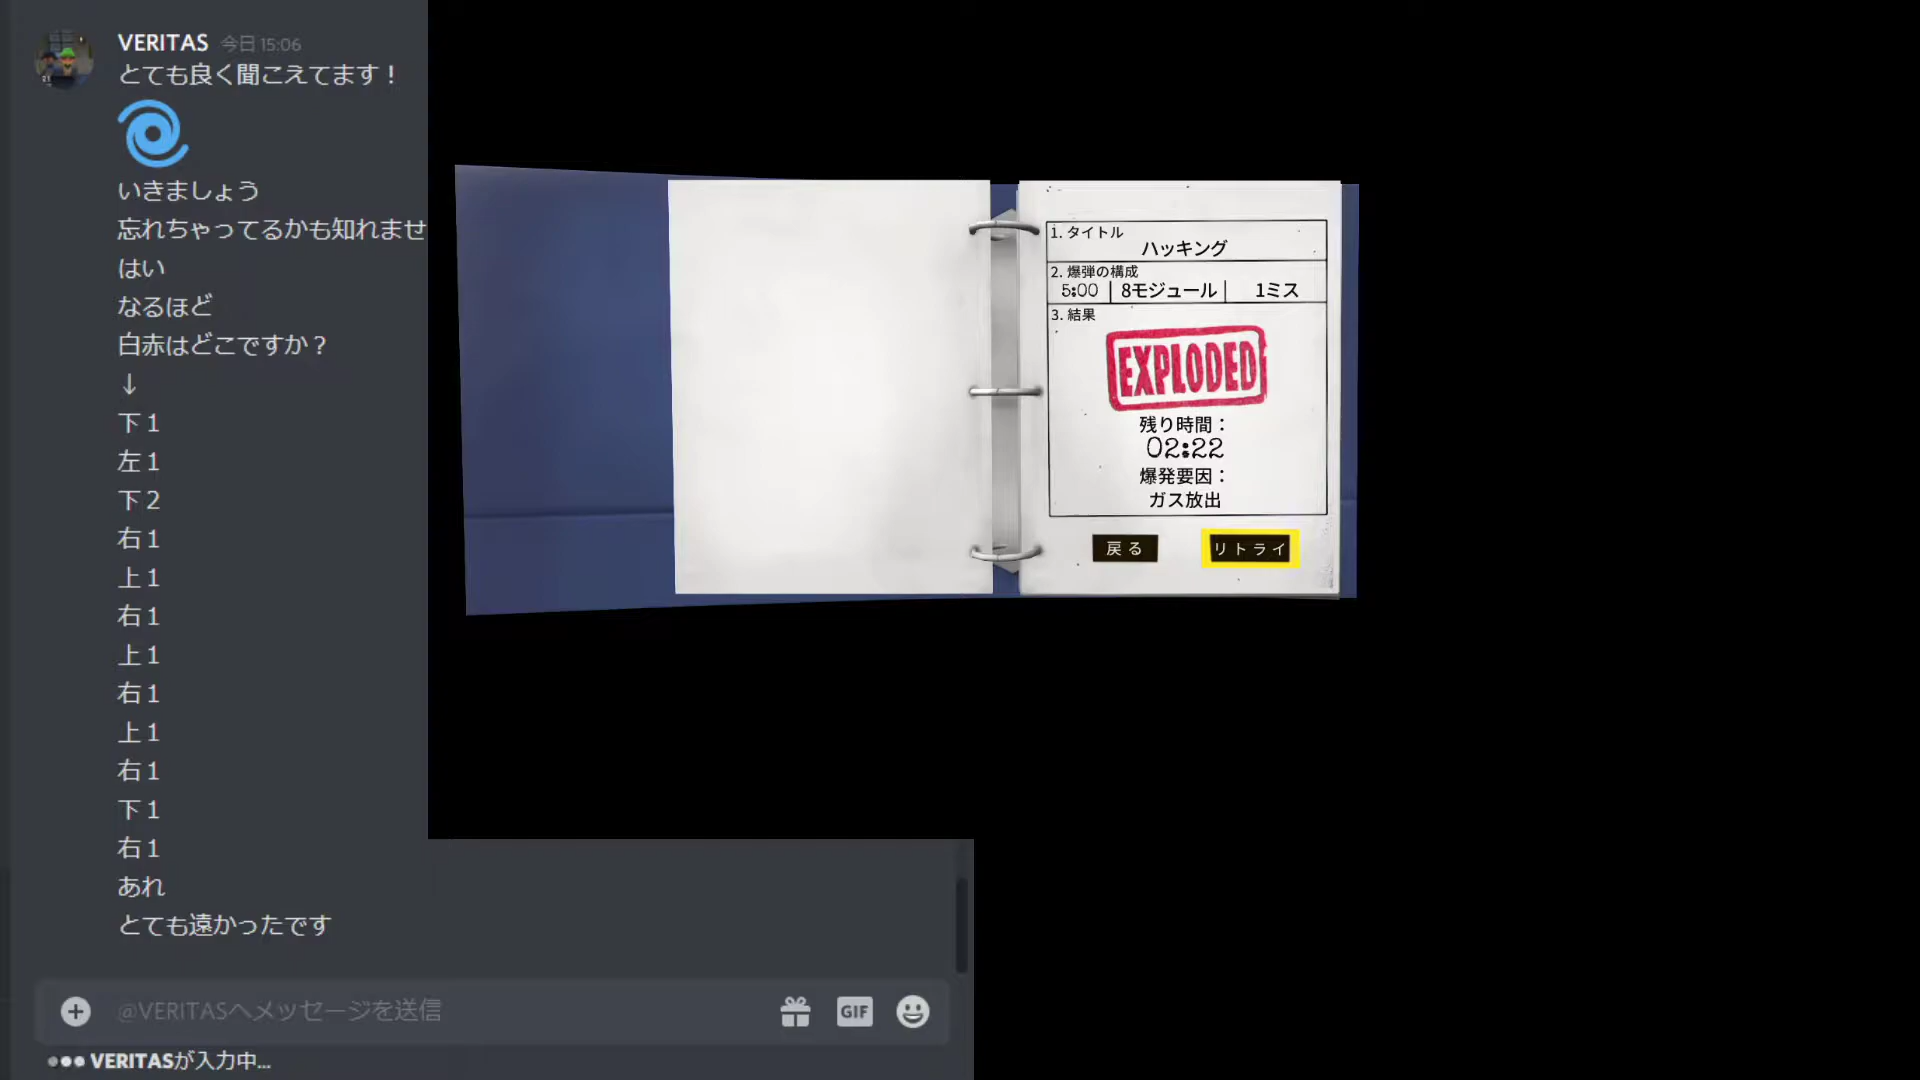 VERITAS 今日 15:06
とても良く聞こえてます！
いきましょう
忘れちゃってるかも知れませ
はい
なるほど
白赤はどこですか？
↓
下１
左１
下２
右１
上１
右１
上１
右１
上１
右１
下１
右１
あれ
とても遠かったです
@VERITASへメッセージを送信
GIF
VERITASが入力中...
1. タイトル
ハッキング
2. 爆弾の構成
5:00 | 8モジュール | 1ミス
3. 結果
EXPLODED
残り時間：
02:22
爆発要因：
ガス放出
戻る リトライ